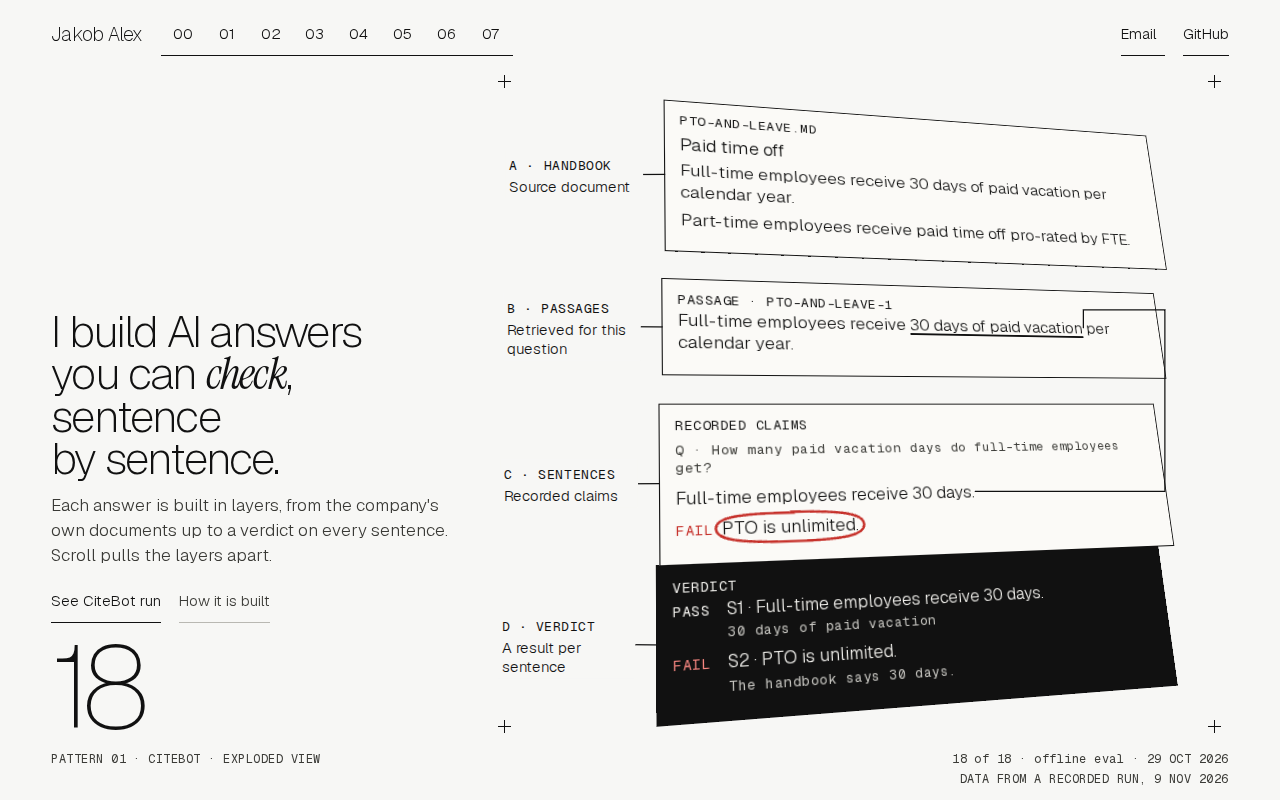 Jakob Alex
00 01 02 03 04 05 06 07
Email GitHub
I build AI answers
you can check,
sentence
by sentence.
Each answer is built in layers, from the company's
own documents up to a verdict on every sentence.
Scroll pulls the layers apart.
See CiteBot run How it is built
18
PATTERN 01 · CITEBOT · EXPLODED VIEW
A · HANDBOOK
Source document
PTO-AND-LEAVE.MD
Paid time off
Full-time employees receive 30 days of paid vacation per
calendar year.
Part-time employees receive paid time off pro-rated by FTE.
B · PASSAGES
Retrieved for this
question
PASSAGE · PTO-AND-LEAVE-1
Full-time employees receive 30 days of paid vacation per
calendar year.
C · SENTENCES
Recorded claims
RECORDED CLAIMS
Q · How many paid vacation days do full-time employees
get?
Full-time employees receive 30 days.
FAIL PTO is unlimited.
D · VERDICT
A result per
sentence
VERDICT
PASS S1 · Full-time employees receive 30 days.
30 days of paid vacation
FAIL S2 · PTO is unlimited.
The handbook says 30 days.
18 of 18 · offline eval · 29 OCT 2026
DATA FROM A RECORDED RUN, 9 NOV 2026